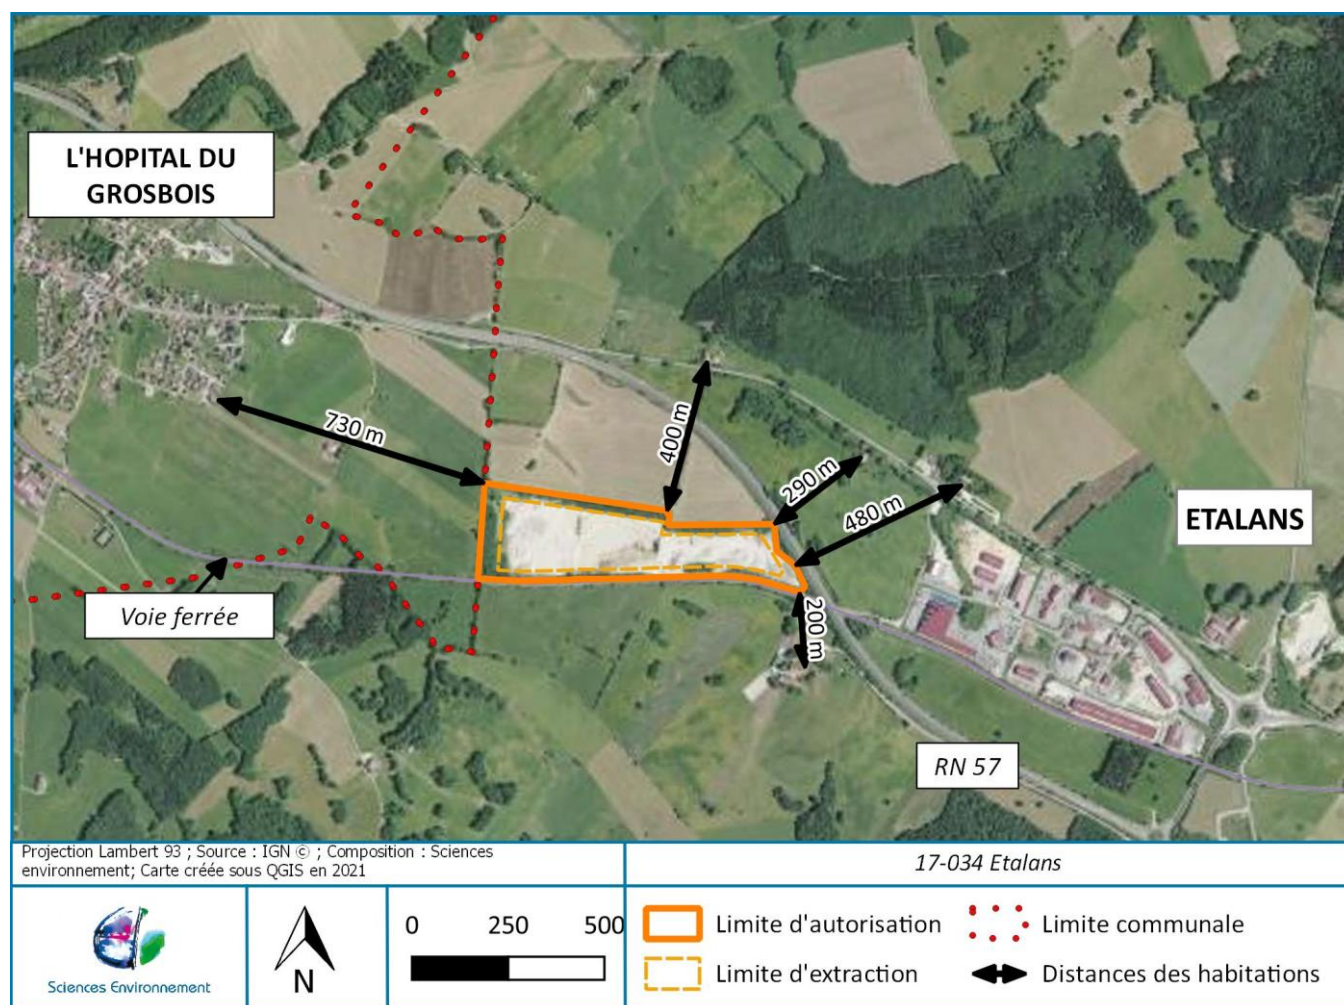 L'HOPITAL DU
GROSBOIS
730 m
400 m
290 m
480 m
ETALANS
Voie ferrée
200 m
RN 57
Projection Lambert 93 ; Source : IGN © ; Composition : Sciences
environnement; Carte créée sous QGIS en 2021
17-034 Etalans
Sciences Environnement
N
0 250 500
Limite d'autorisation
Limite communale
Limite d'extraction
Distances des habitations